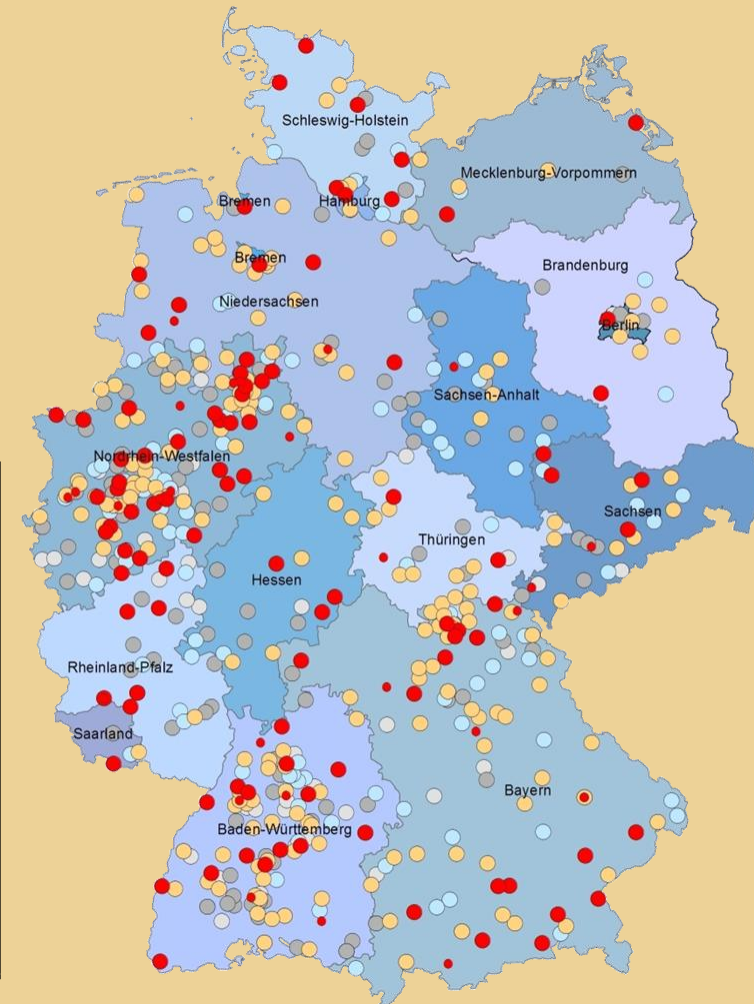 Schleswig-Holstein
Mecklenburg-Vorpommern
Bremen
Hamburg
Bremen
Brandenburg
Niedersachsen
Berlin
Sachsen-Anhalt
Nordrhein-Westfalen
Sachsen
Thüringen
Hessen
Rheinland-Pfalz
Saarland
Bayern
Baden-Württemberg